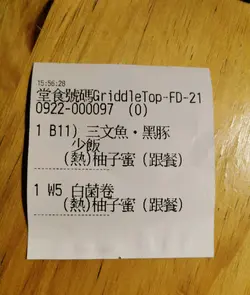 15:56:28
堂食號碼GriddleTop-FD-21
0922-000097 (0)
1 B11) 三文魚·黑豚
少飯
(熱)柚子蜜 (跟餐)
1 W5 白菌卷
(熱)柚子蜜 (跟餐)